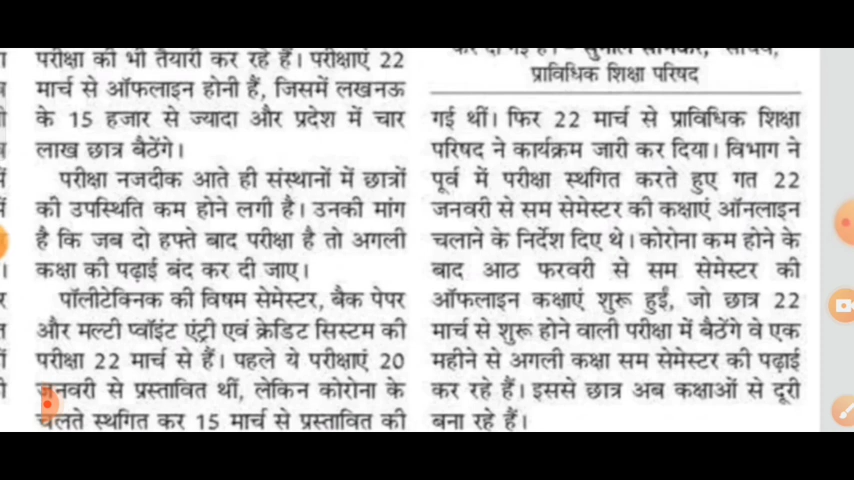 परीक्षा की भी तैयारी कर रहे हैं। परीक्षाएं 22
मार्च से ऑफलाइन होनी हैं, जिसमें लखनऊ
के 15 हजार से ज्यादा और प्रदेश में चार
लाख छात्र बैठेंगे।
परीक्षा नजदीक आते ही संस्थानों में छात्रों
की उपस्थिति कम होने लगी है। उनकी मांग
है कि जब दो हफ्ते बाद परीक्षा है तो अगली
कक्षा की पढ़ाई बंद कर दी जाए।
पॉलीटेक्निक की विषम सेमेस्टर, बैक पेपर
और मल्टी प्वॉइंट एंट्री एवं क्रेडिट सिस्टम की
परीक्षा 22 मार्च से हैं। पहले ये परीक्षाएं 20
जनवरी से प्रस्तावित थीं, लेकिन कोरोना के
चलते स्थगित कर 15 मार्च से प्रस्तावित की
प्राविधिक शिक्षा परिषद
गई थीं। फिर 22 मार्च से प्राविधिक शिक्षा
परिषद ने कार्यक्रम जारी कर दिया। विभाग ने
पूर्व में परीक्षा स्थगित करते हुए गत 22
जनवरी से सम सेमेस्टर की कक्षाएं ऑनलाइन
चलाने के निर्देश दिए थे। कोरोना कम होने के
बाद आठ फरवरी से सम सेमेस्टर की
ऑफलाइन कक्षाएं शुरू हुईं, जो छात्र 22
मार्च से शुरू होने वाली परीक्षा में बैठेंगे वे एक
महीने से अगली कक्षा सम सेमेस्टर की पढ़ाई
कर रहे हैं। इससे छात्र अब कक्षाओं से दूरी
बना रहे हैं।